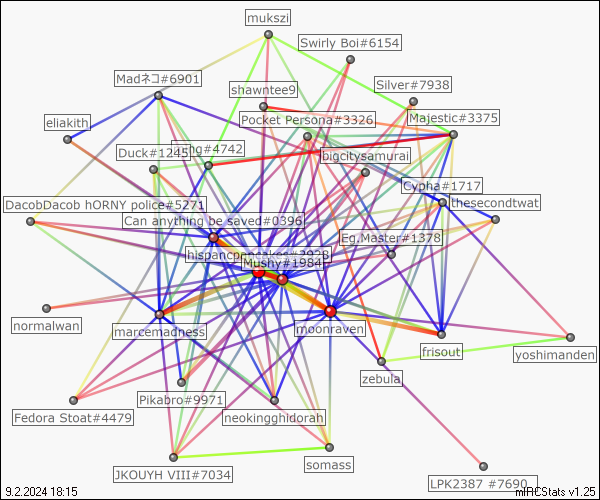 mukszi
Swirly Boi#6154
Madネコ#6901
Silver#7938
shawntee9
Pocket Persona#3326
Majestic#3375
eliakith
#4742
Duck#1245
bigcitysamurai
Cypha#1717
thesecondtwat
DacobDacob hORNY police#5271
Can anything be saved#0396
Eg.Master#1378
Mushy#1984
normalwan
marcemadness
moonraven
frisout
yoshimanden
zebula
Pikabro#9971
Fedora Stoat#4479
neokingghidorah
somass
JKOUYH VIII#7034
LPK2387 #7690
9.2.2024 18:15
mIRCStats v1.25